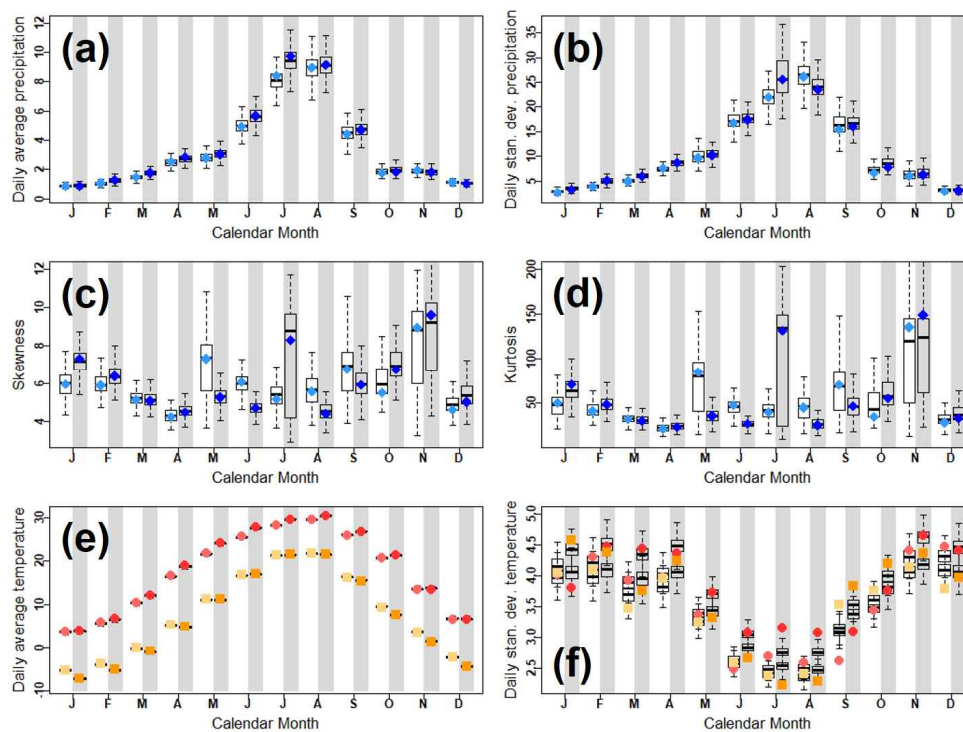 (a)
Daily average precipitation
12
10
8
6
4
2
0
J F M A M J J A S O N D
Calendar Month
(b)
Daily stan. dev. precipitation
35
30
25
20
15
10
5
J F M A M J J A S O N D
Calendar Month
(c)
Skewness
12
10
8
6
4
J F M A M J J A S O N D
Calendar Month
(d)
Kurtosis
200
150
100
50
J F M A M J J A S O N D
Calendar Month
(e)
Daily average temperature
30
20
10
0
-10
J F M A M J J A S O N D
Calendar Month
(f)
Daily stan. dev. temperature
5.0
4.5
4.0
3.5
3.0
2.5
J F M A M J J A S O N D
Calendar Month